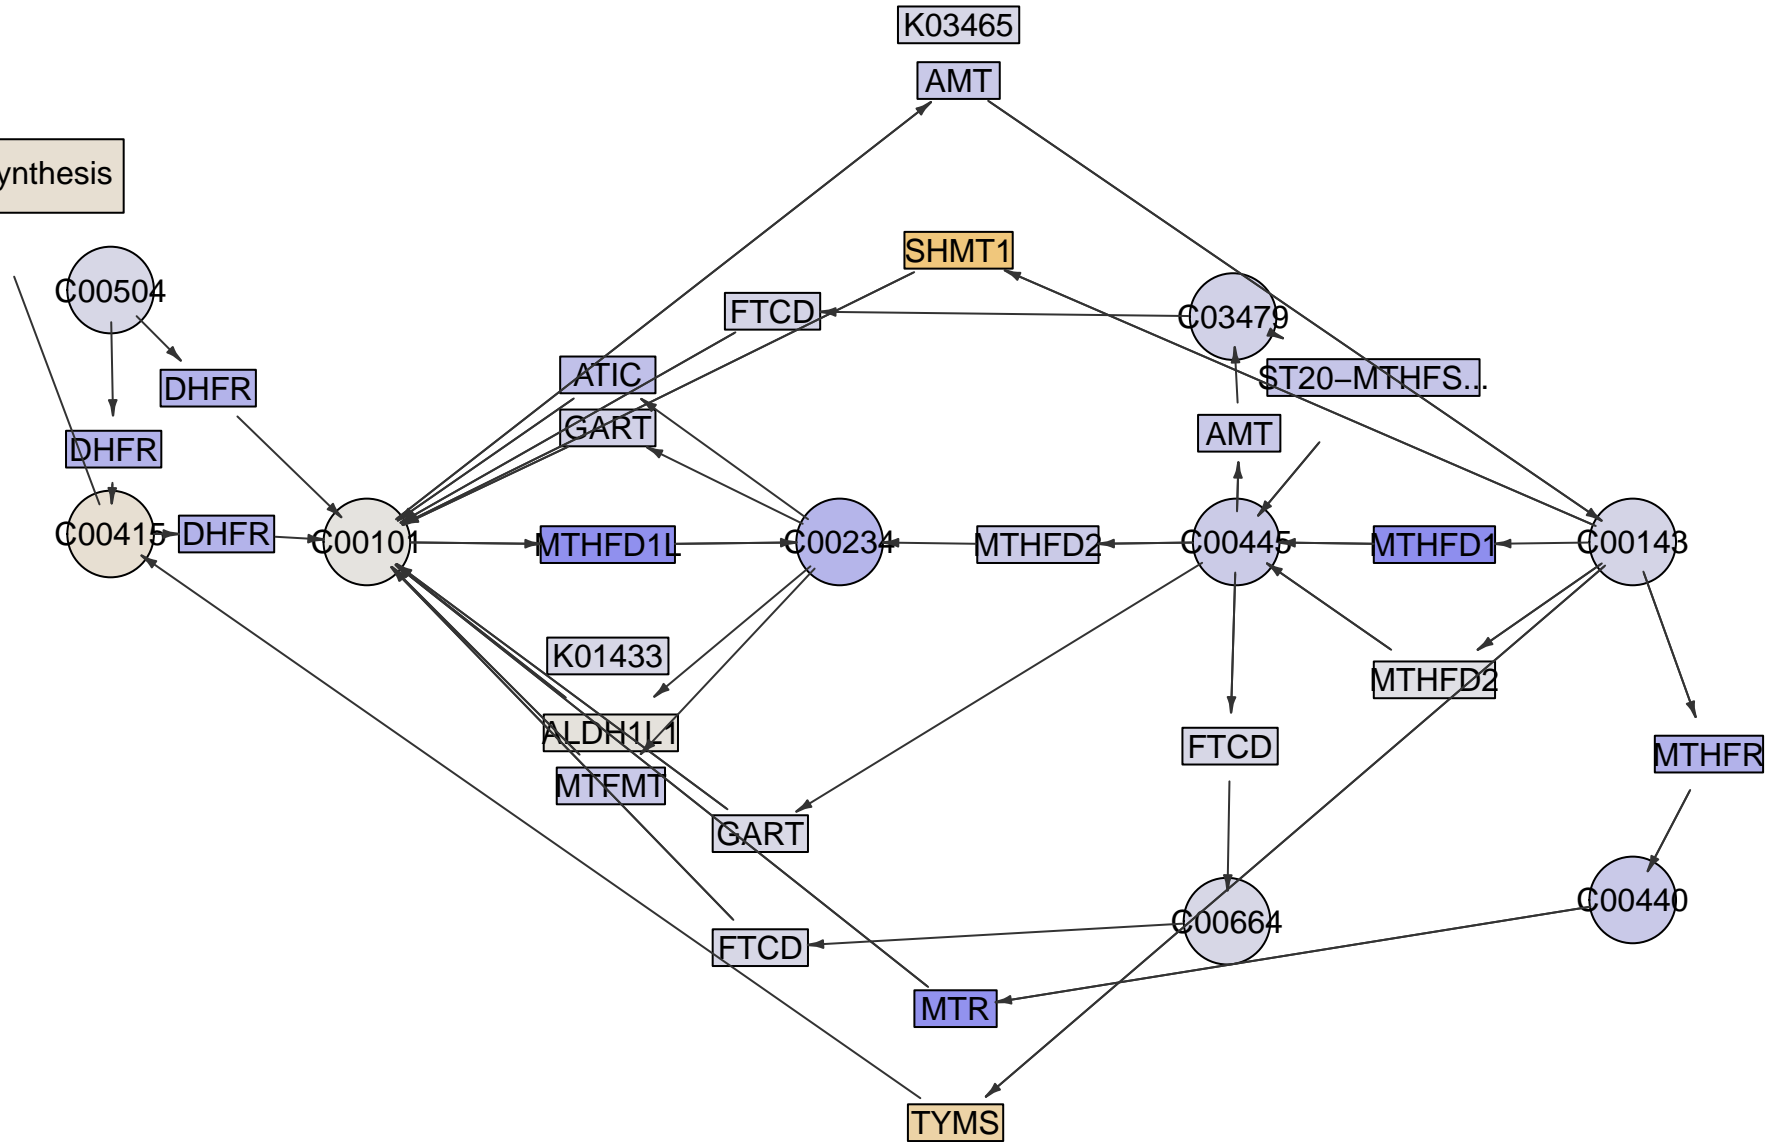 K03465
AMT
ynthesis
SHMT1
C00504
FTCD
C03479
ATIC
ST20−MTHFS...
DHFR
GART
AMT
DHFR
C00415
DHFR
C00101
MTHFD1L
C00234
MTHFD2
C00445
MTHFD1
C00143
K01433
MTHFD2
ALDH1L1
FTCD
MTHFR
MTFMT
GART
C00440
C00664
FTCD
MTR
TYMS